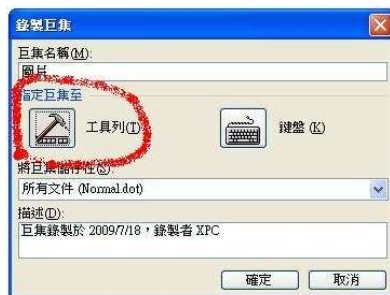 錄製巨集
巨集名稱(M):
圖片
指定巨集至
工具列(T)
鍵盤 (K)
將巨集儲存在(S):
所有文件 (Normal.dot)
描述(D):
巨集錄製於 2009/7/18，錄製者 XPC
確定
取消